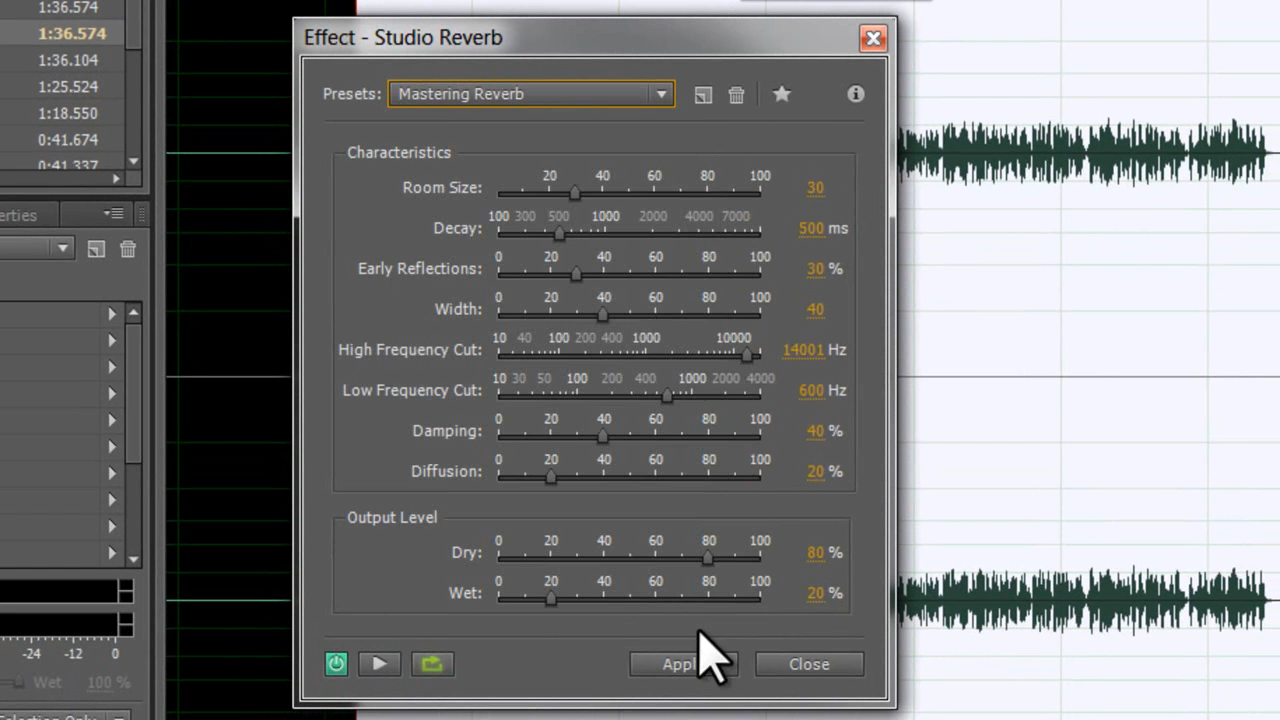 1:36.574
1:36.574
1:36.104
1:25.524
1:18.550
0:41.674
0:41.337
erties
-24 -12 0
Wet 100 %
Selection Only
Effect - Studio Reverb
Presets: Mastering Reverb
Characteristics
20 40 60 80 100
Room Size: 30
100 300 500 1000 2000 4000 7000
Decay: 500 ms
0 20 40 60 80 100
Early Reflections: 30 %
0 20 40 60 80 100
Width: 40
10 40 100 200 400 1000 10000
High Frequency Cut: 14001 Hz
10 30 50 100 200 400 1000 2000 4000
Low Frequency Cut: 600 Hz
0 20 40 60 80 100
Damping: 40 %
0 20 40 60 80 100
Diffusion: 20 %
Output Level
0 20 40 60 80 100
Dry: 80 %
0 20 40 60 80 100
Wet: 20 %
Appl Close